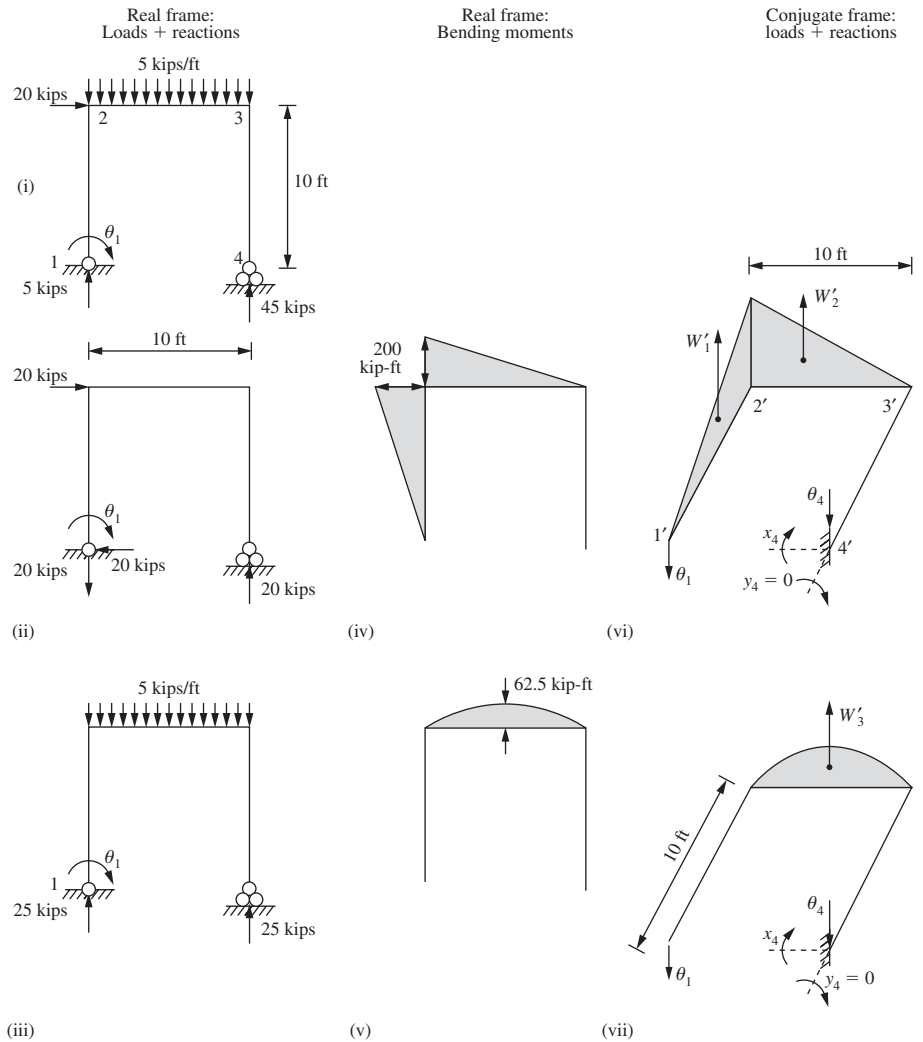 Real frame:
Loads + reactions
Real frame:
Bending moments
Conjugate frame:
loads + reactions
5 kips/ft
20 kips
2
3
10 ft
(i)
θ1
1
4
5 kips
45 kips
10 ft
20 kips
θ1
20 kips
20 kips
20 kips
(ii)
200
kip-ft
(iv)
10 ft
W′2
W′1
2′
3′
θ4
x4
1′
4′
θ1
y4 = 0
(vi)
5 kips/ft
θ1
1
25 kips
25 kips
(iii)
62.5 kip-ft
(v)
W′3
10 ft
θ4
x4
θ1
y4 = 0
(vii)